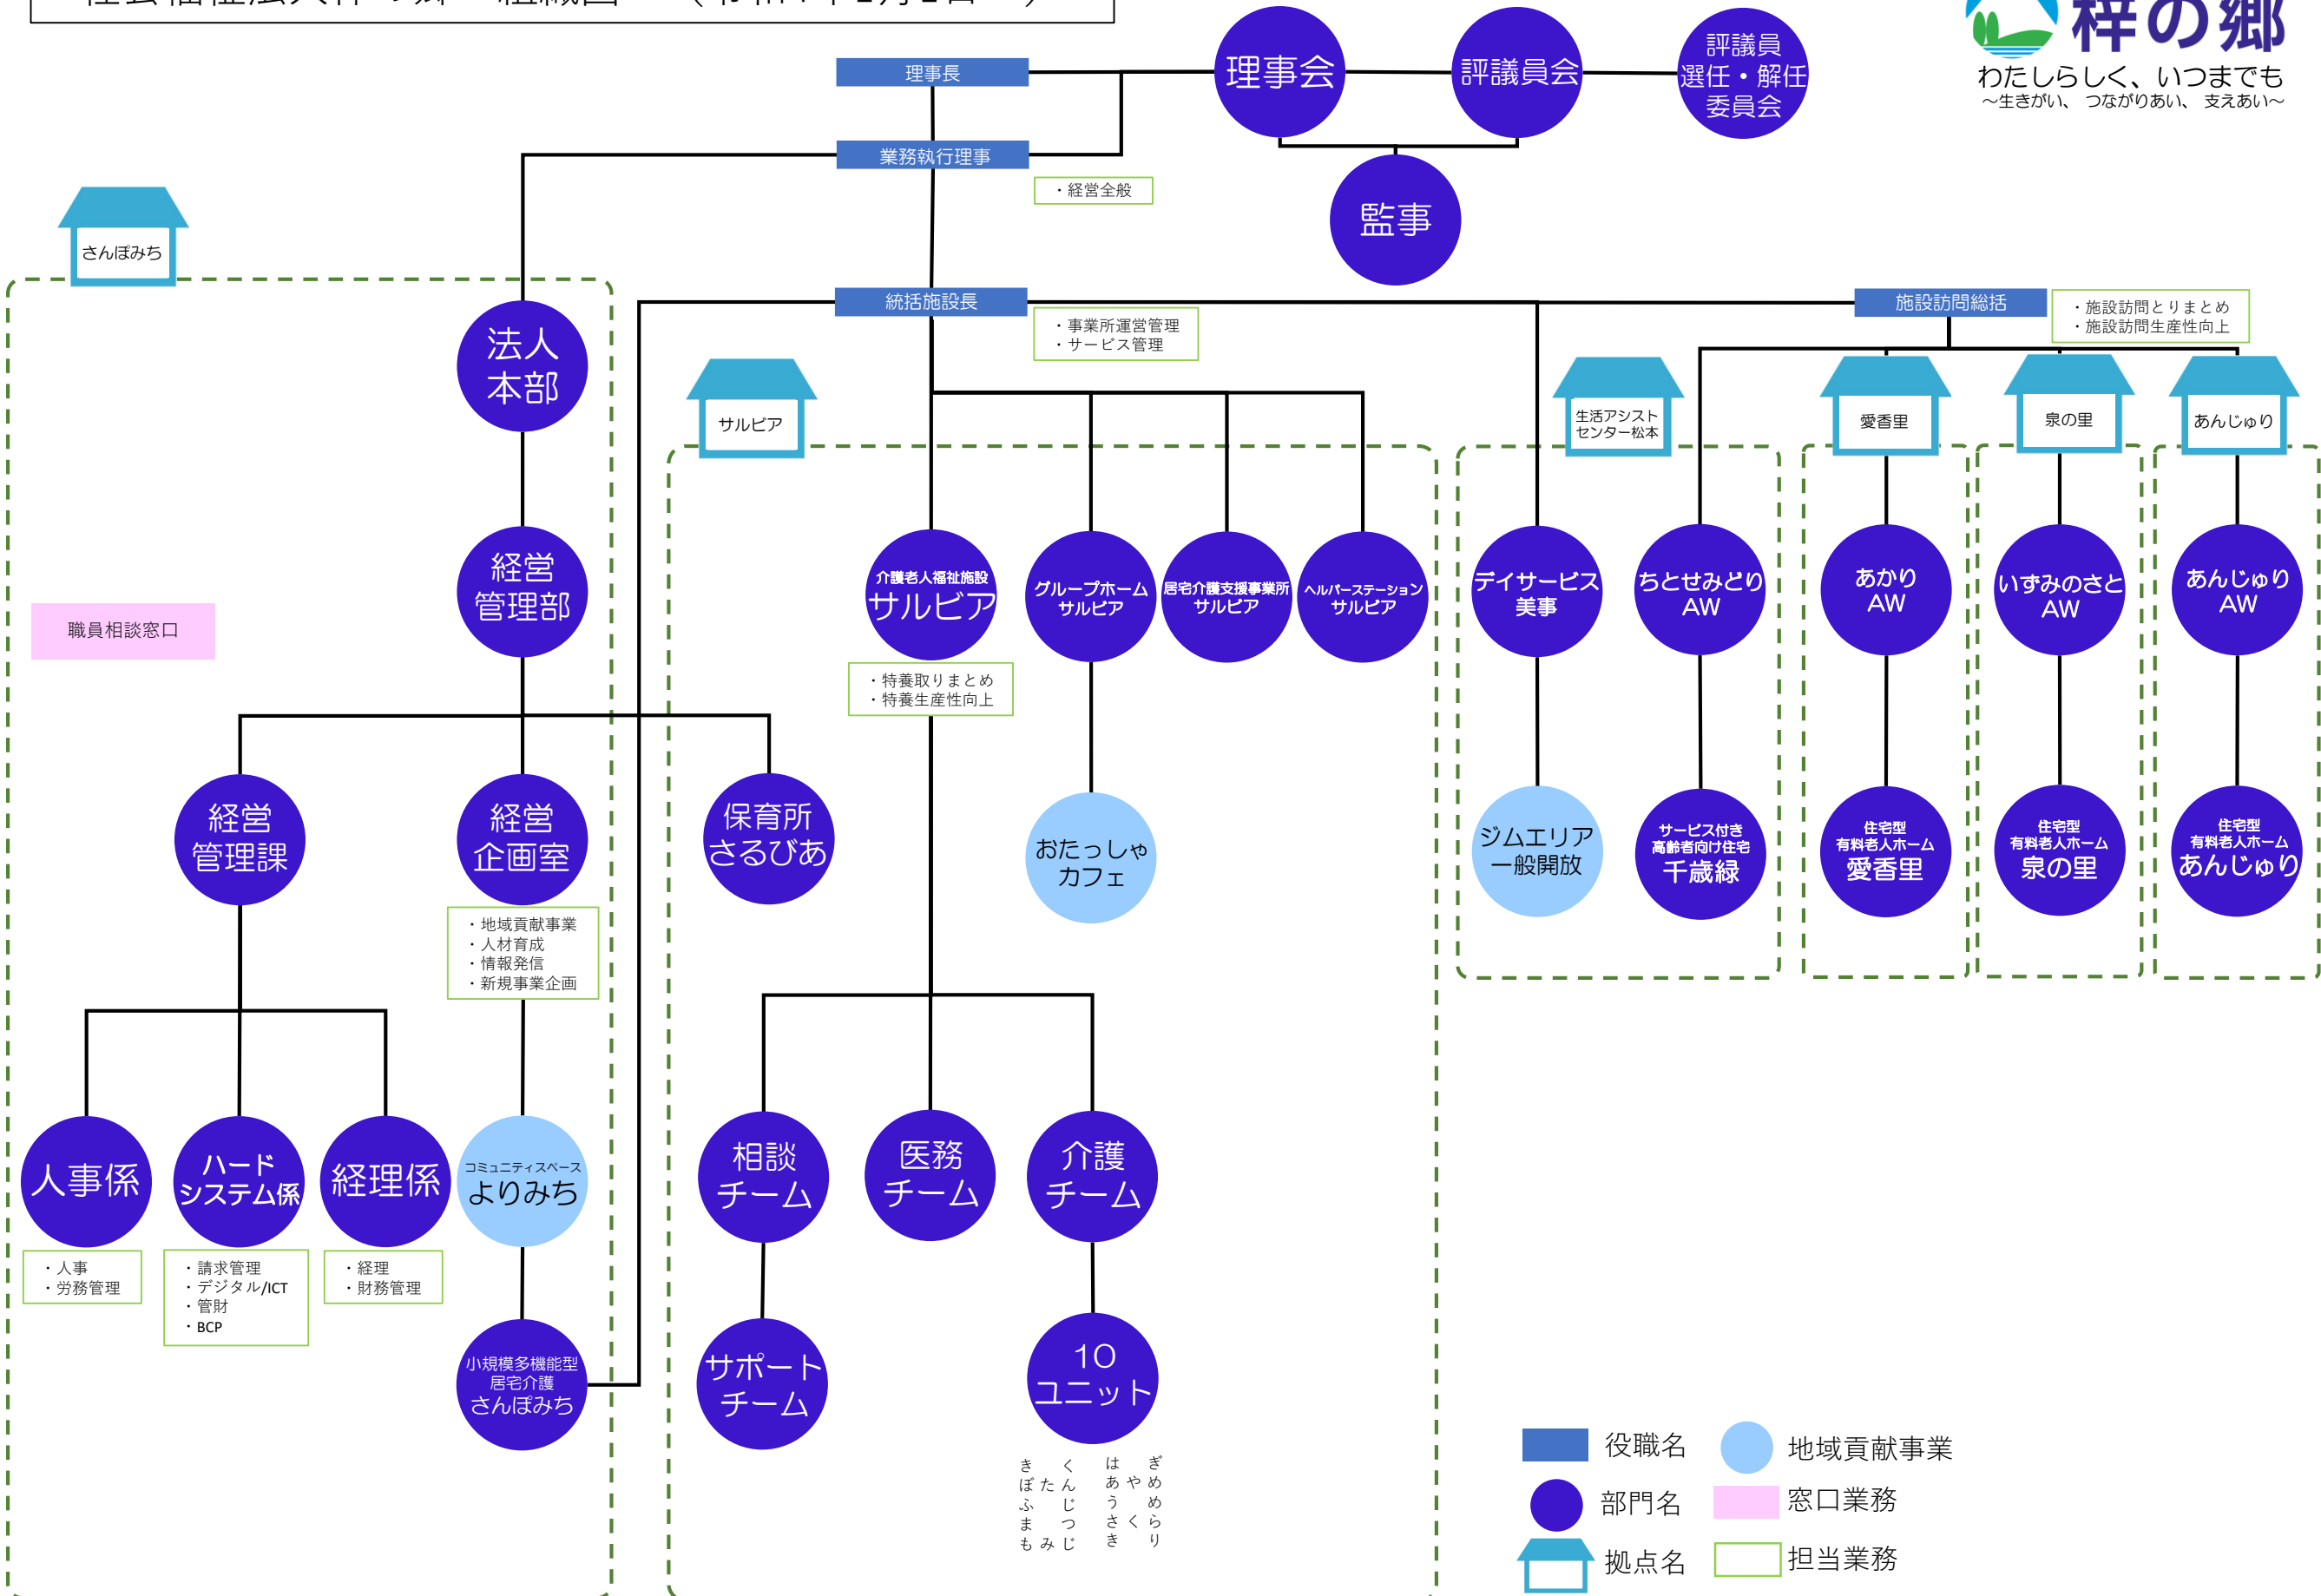 社会福祉法人梓の郷 組織図
梓の郷
わたしらしく、いつまでも
～生きがい、つながりあい、支えあい～
理事長
理事会
評議員会
評議員
選任・解任
委員会
業務執行理事
・経営全般
監事
さんぽみち
統括施設長
・事業所運営管理
・サービス管理
施設訪問総括
・施設訪問とりまとめ
・施設訪問生産性向上
法人
本部
サルビア
生活アシスト
センター松本
愛香里
泉の里
あんじゅり
経営
管理部
職員相談窓口
介護老人福祉施設
サルビア
・特養取りまとめ
・特養生産性向上
グループホーム
サルビア
居宅介護支援事業所
サルビア
ヘルパーステーション
サルビア
デイサービス
美事
ちとせみどり
AW
あかり
AW
いずみのさと
AW
あんじゅり
AW
経営
管理課
経営
企画室
・地域貢献事業
・人材育成
・情報発信
・新規事業企画
保育所
さるびあ
おたっしゃ
カフェ
ジムエリア
一般開放
サービス付き
高齢者向け住宅
千歳緑
住宅型
有料老人ホーム
愛香里
住宅型
有料老人ホーム
泉の里
住宅型
有料老人ホーム
あんじゅり
人事係
・人事
・労務管理
ハード
システム係
・請求管理
・デジタル/ICT
・管財
・BCP
経理係
・経理
・財務管理
コミュニティスペース
よりみち
小規模多機能型
居宅介護
さんぽみち
相談
チーム
医務
チーム
介護
チーム
サポート
チーム
10
ユニット
きく
ぼたん
ふじ
まつ
もみじ
はぎ
あやめ
うめ
さくら
きり
役職名
地域貢献事業
部門名
窓口業務
拠点名
担当業務